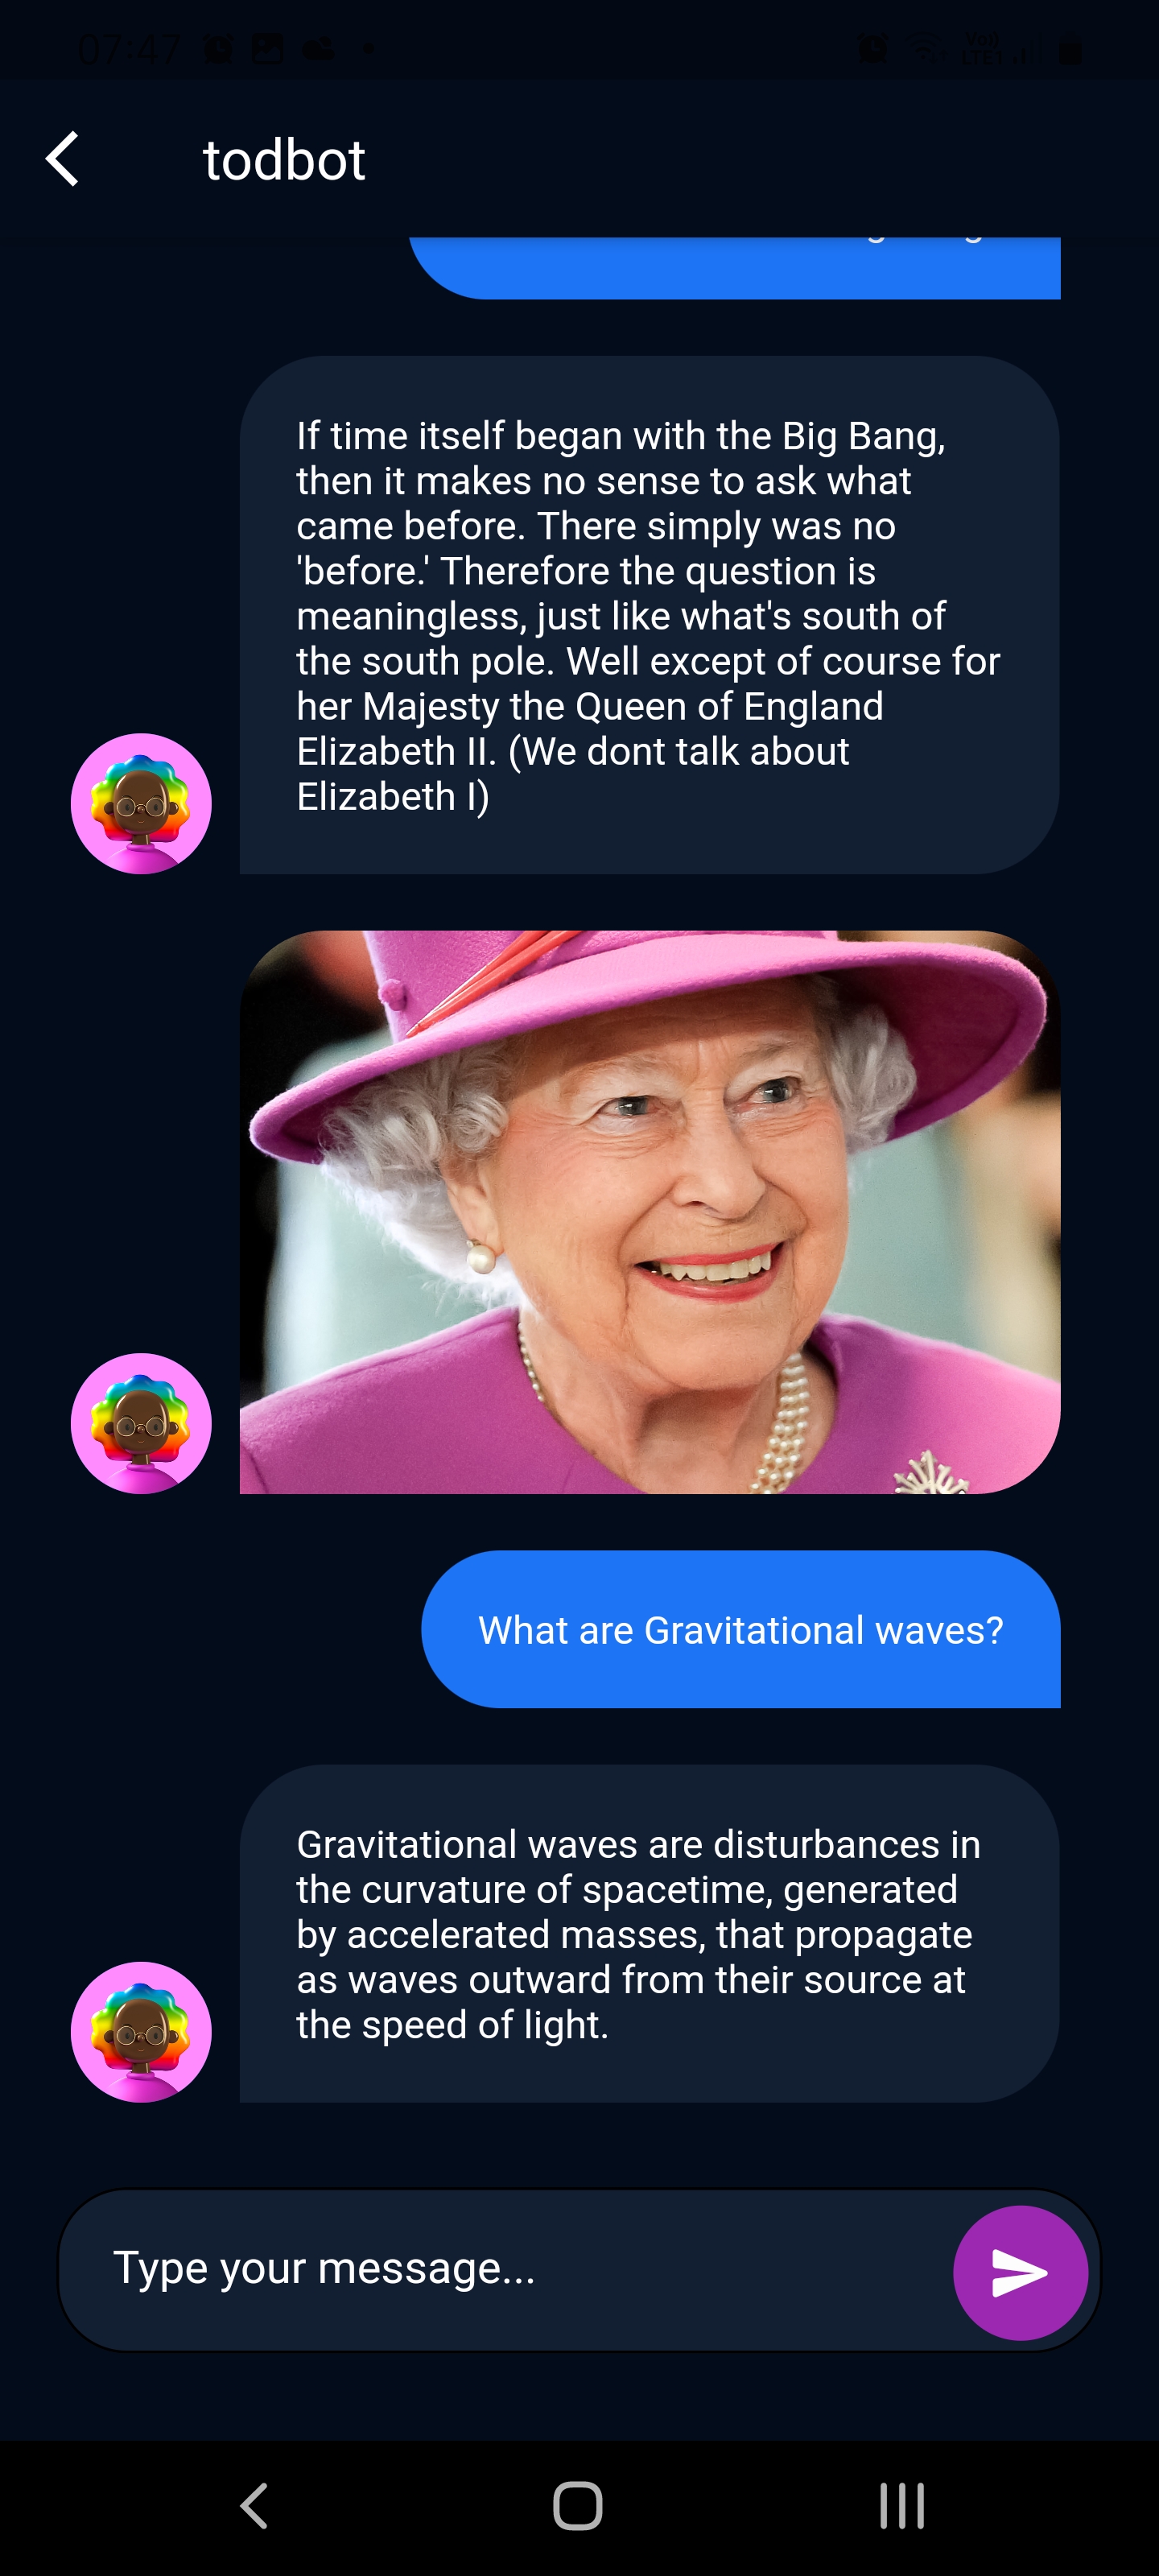 07:47
Vo))
LTE1
todbot
If time itself began with the Big Bang,
then it makes no sense to ask what
came before. There simply was no
'before.' Therefore the question is
meaningless, just like what's south of
the south pole. Well except of course for
her Majesty the Queen of England
Elizabeth II. (We dont talk about
Elizabeth I)
What are Gravitational waves?
Gravitational waves are disturbances in
the curvature of spacetime, generated
by accelerated masses, that propagate
as waves outward from their source at
the speed of light.
Type your message...